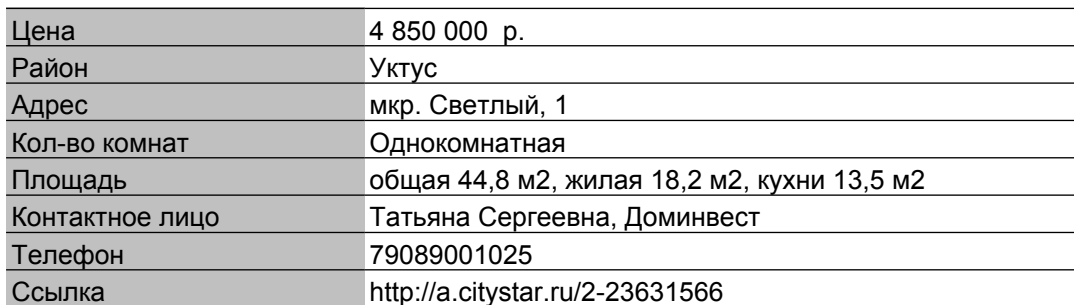 Цена 4 850 000 р.
Район Уктус
Адрес мкр. Светлый, 1
Кол-во комнат Однокомнатная
Площадь общая 44,8 м2, жилая 18,2 м2, кухни 13,5 м2
Контактное лицо Татьяна Сергеевна, Доминвест
Телефон 79089001025
Ссылка http://a.citystar.ru/2-23631566